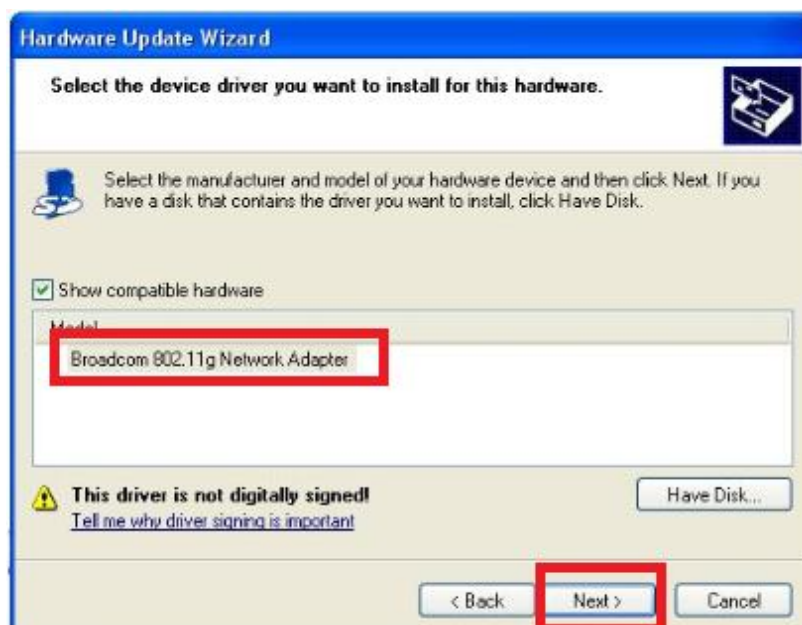 Hardware Update Wizard
Select the device driver you want to install for this hardware.
Select the manufacturer and model of your hardware device and then click Next. If you
have a disk that contains the driver you want to install, click Have Disk.
Show compatible hardware
Model
Broadcom 802.11g Network Adapter
This driver is not digitally signed!
Have Disk...
Tell me why driver signing is important
< Back
Next >
Cancel